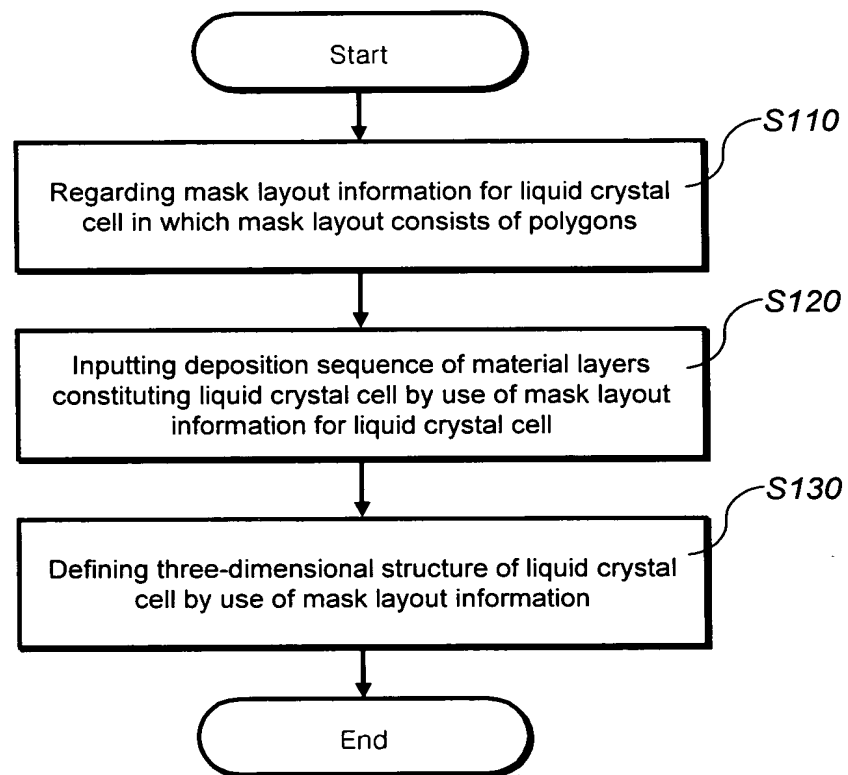 Start
S110
Regarding mask layout information for liquid crystal
cell in which mask layout consists of polygons
S120
Inputting deposition sequence of material layers
constituting liquid crystal cell by use of mask layout
information for liquid crystal cell
S130
Defining three-dimensional structure of liquid crystal
cell by use of mask layout information
End